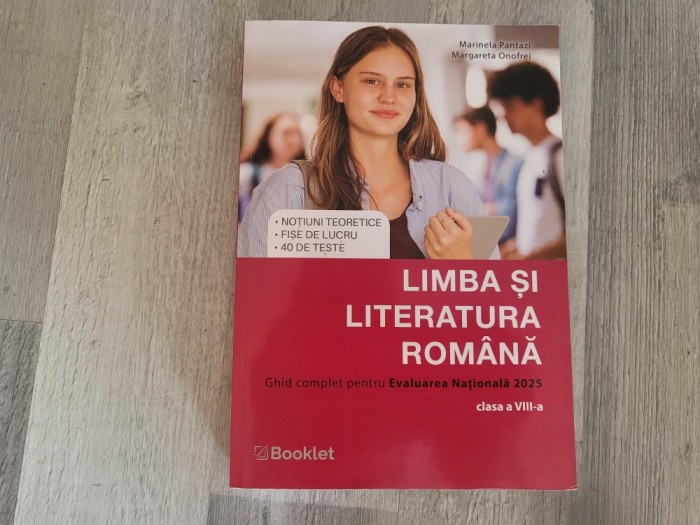 Marinela Pantazi
Margareta Onofrei
• NOȚIUNI TEORETICE
• FIȘE DE LUCRU
• 40 DE TESTE
LIMBA ȘI
LITERATURA
ROMÂNĂ
Ghid complet pentru Evaluarea Națională 2025
clasa a VIII-a
Booklet